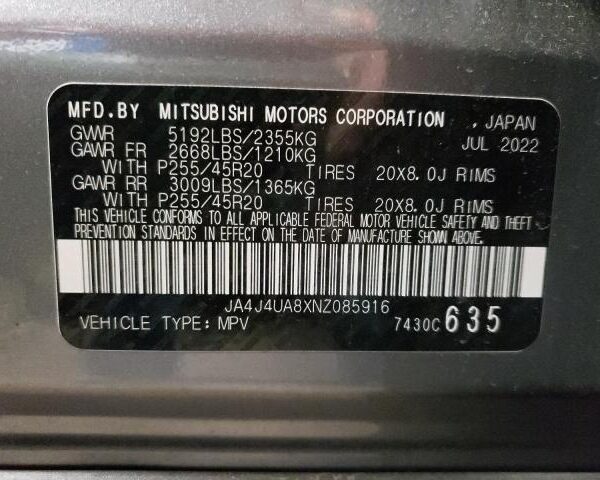 MFD.BY MITSUBISHI MOTORS CORPORATION , JAPAN
GVWR 5192LBS/2355KG JUL 2022
GAWR FR 2668LBS/1210KG
WITH P255/45R20 TIRES 20X8.0J RIMS
GAWR RR 3009LBS/1365KG
WITH P255/45R20 TIRES 20X8.0J RIMS
THIS VEHICLE CONFORMS TO ALL APPLICABLE FEDERAL MOTOR VEHICLE SAFETY AND THEFT
PREVENTION STANDARDS IN EFFECT ON THE DATE OF MANUFACTURE SHOWN ABOVE.
JA4J4UA8XNZ085916
VEHICLE TYPE: MPV 7430C 635